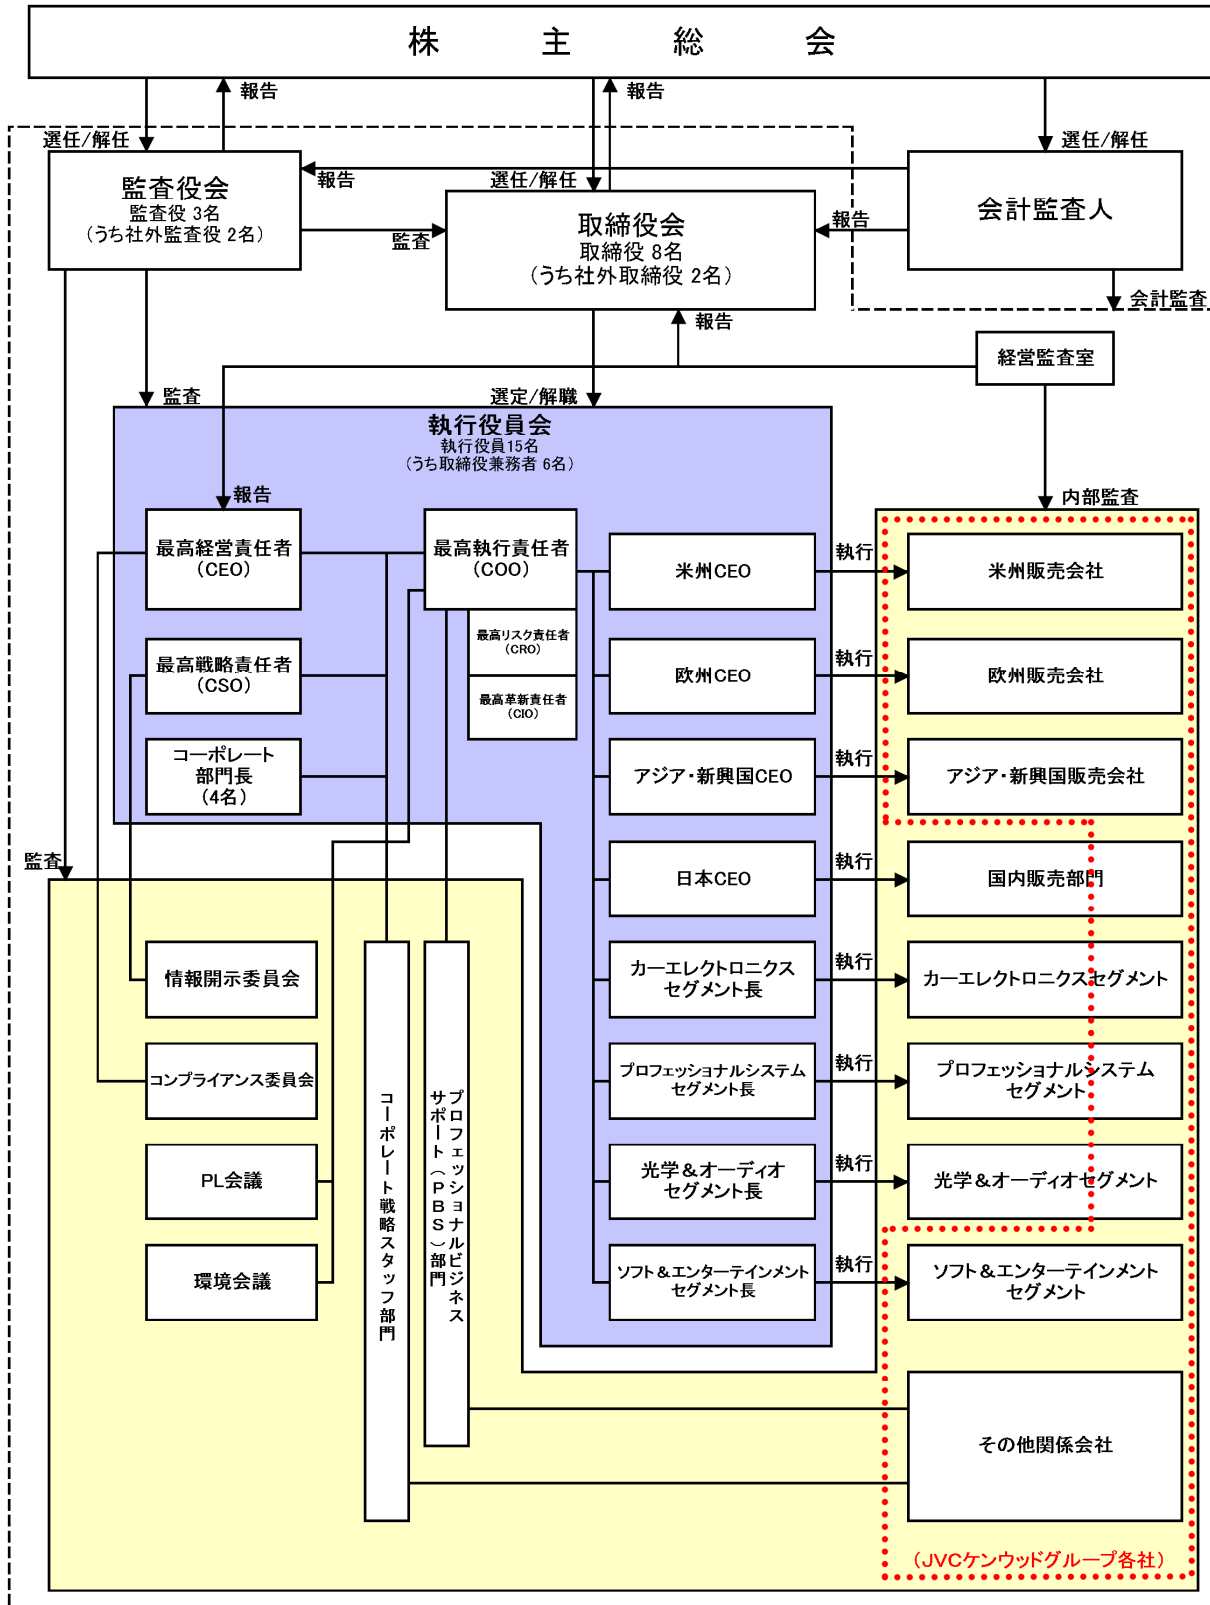 株主総会
報告
報告
選任/解任
選任/解任
選任/解任
監査役会
監査役 3名
(うち社外監査役 2名)
報告
監査
取締役会
取締役 8名
(うち社外取締役 2名)
報告
会計監査人
会計監査
報告
経営監査室
監査
選定/解職
執行役員会
執行役員15名
(うち取締役兼務者 6名)
報告
内部監査
最高経営責任者
(CEO)
最高執行責任者
(COO)
米州CEO
執行
米州販売会社
最高リスク責任者
(CRO)
最高戦略責任者
(CSO)
欧州CEO
執行
欧州販売会社
最高革新責任者
(CIO)
コーポレート
部門長
(4名)
アジア・新興国CEO
執行
アジア・新興国販売会社
監査
日本CEO
執行
国内販売部門
情報開示委員会
カーエレクトロニクス
セグメント長
執行
カーエレクトロニクスセグメント
コンプライアンス委員会
プロフェッショナルシステム
セグメント長
執行
プロフェッショナルシステム
セグメント
コーポレート戦略スタッフ部門
プロフェッショナルビジネス
サポート(PBS)部門
PL会議
光学&オーディオ
セグメント長
執行
光学&オーディオセグメント
環境会議
ソフト&エンターテインメント
セグメント長
執行
ソフト&エンターテインメント
セグメント
その他関係会社
(JVCケンウッドグループ各社)